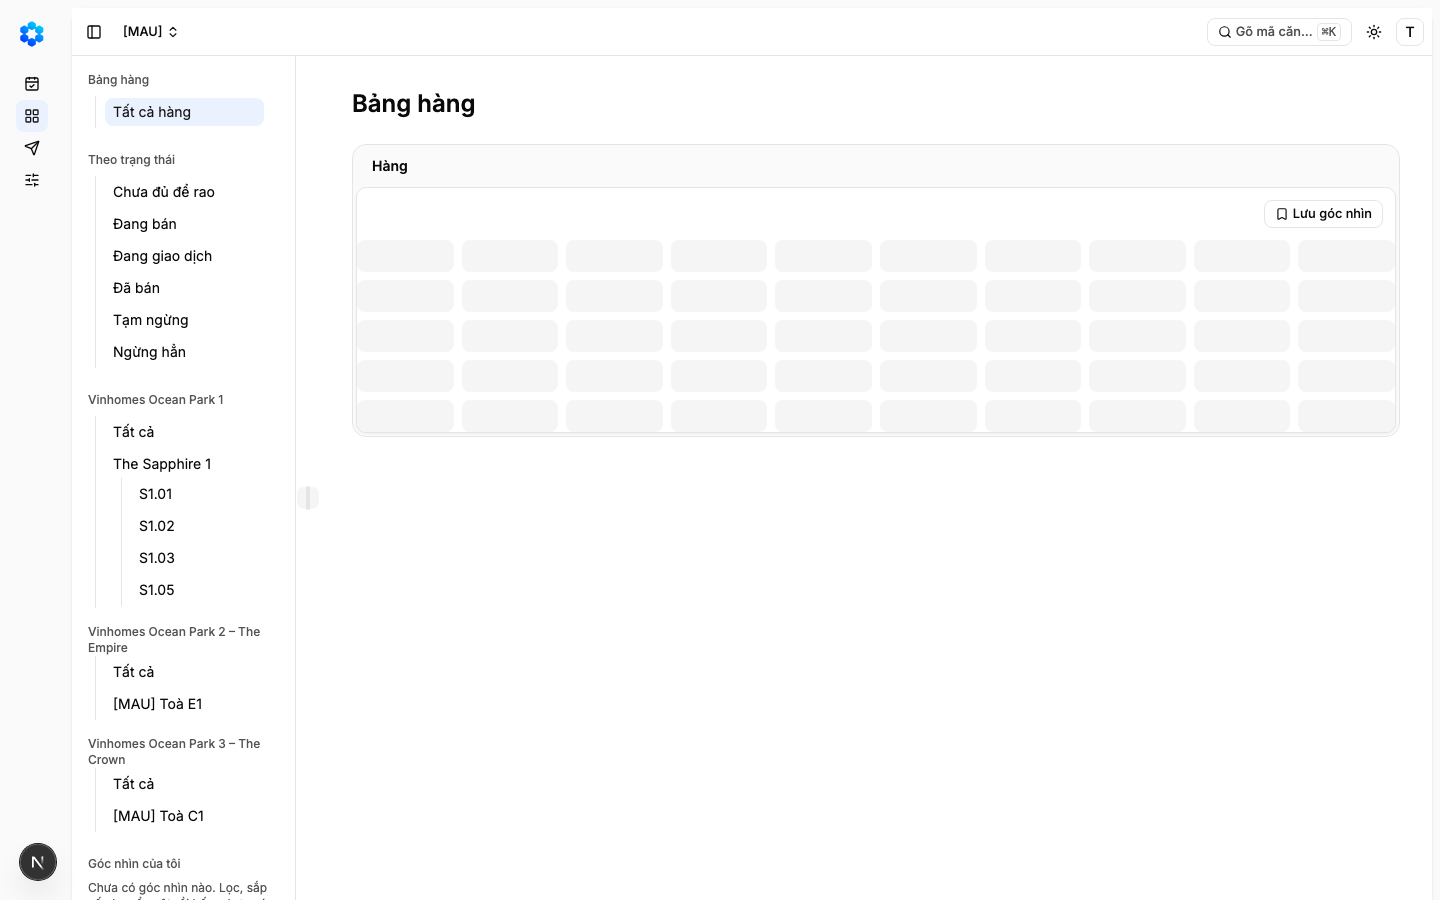 [MAU]
Gõ mã căn... ⌘K
T
Bảng hàng
Tất cả hàng
Theo trạng thái
Chưa đủ để rao
Đang bán
Đang giao dịch
Đã bán
Tạm ngừng
Ngừng hẳn
Vinhomes Ocean Park 1
Tất cả
The Sapphire 1
S1.01
S1.02
S1.03
S1.05
Vinhomes Ocean Park 2 – The
Empire
Tất cả
[MAU] Toà E1
Vinhomes Ocean Park 3 – The
Crown
Tất cả
[MAU] Toà C1
Góc nhìn của tôi
Chưa có góc nhìn nào. Lọc, sắp
N
Bảng hàng
Hàng
Lưu góc nhìn